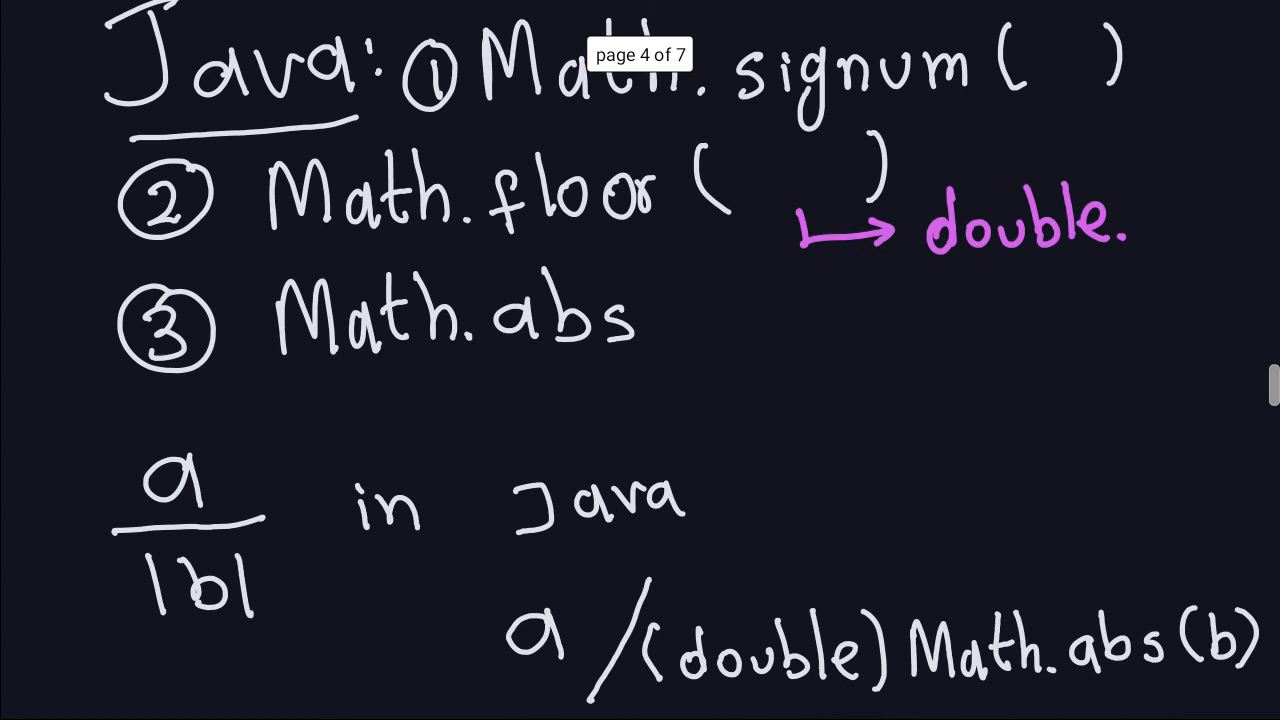 Java: ① Math.signum( )
page 4 of 7
② Math.floor( )
↳ double.
③ Math.abs
a
|b|
in Java
a /(double) Math.abs(b)